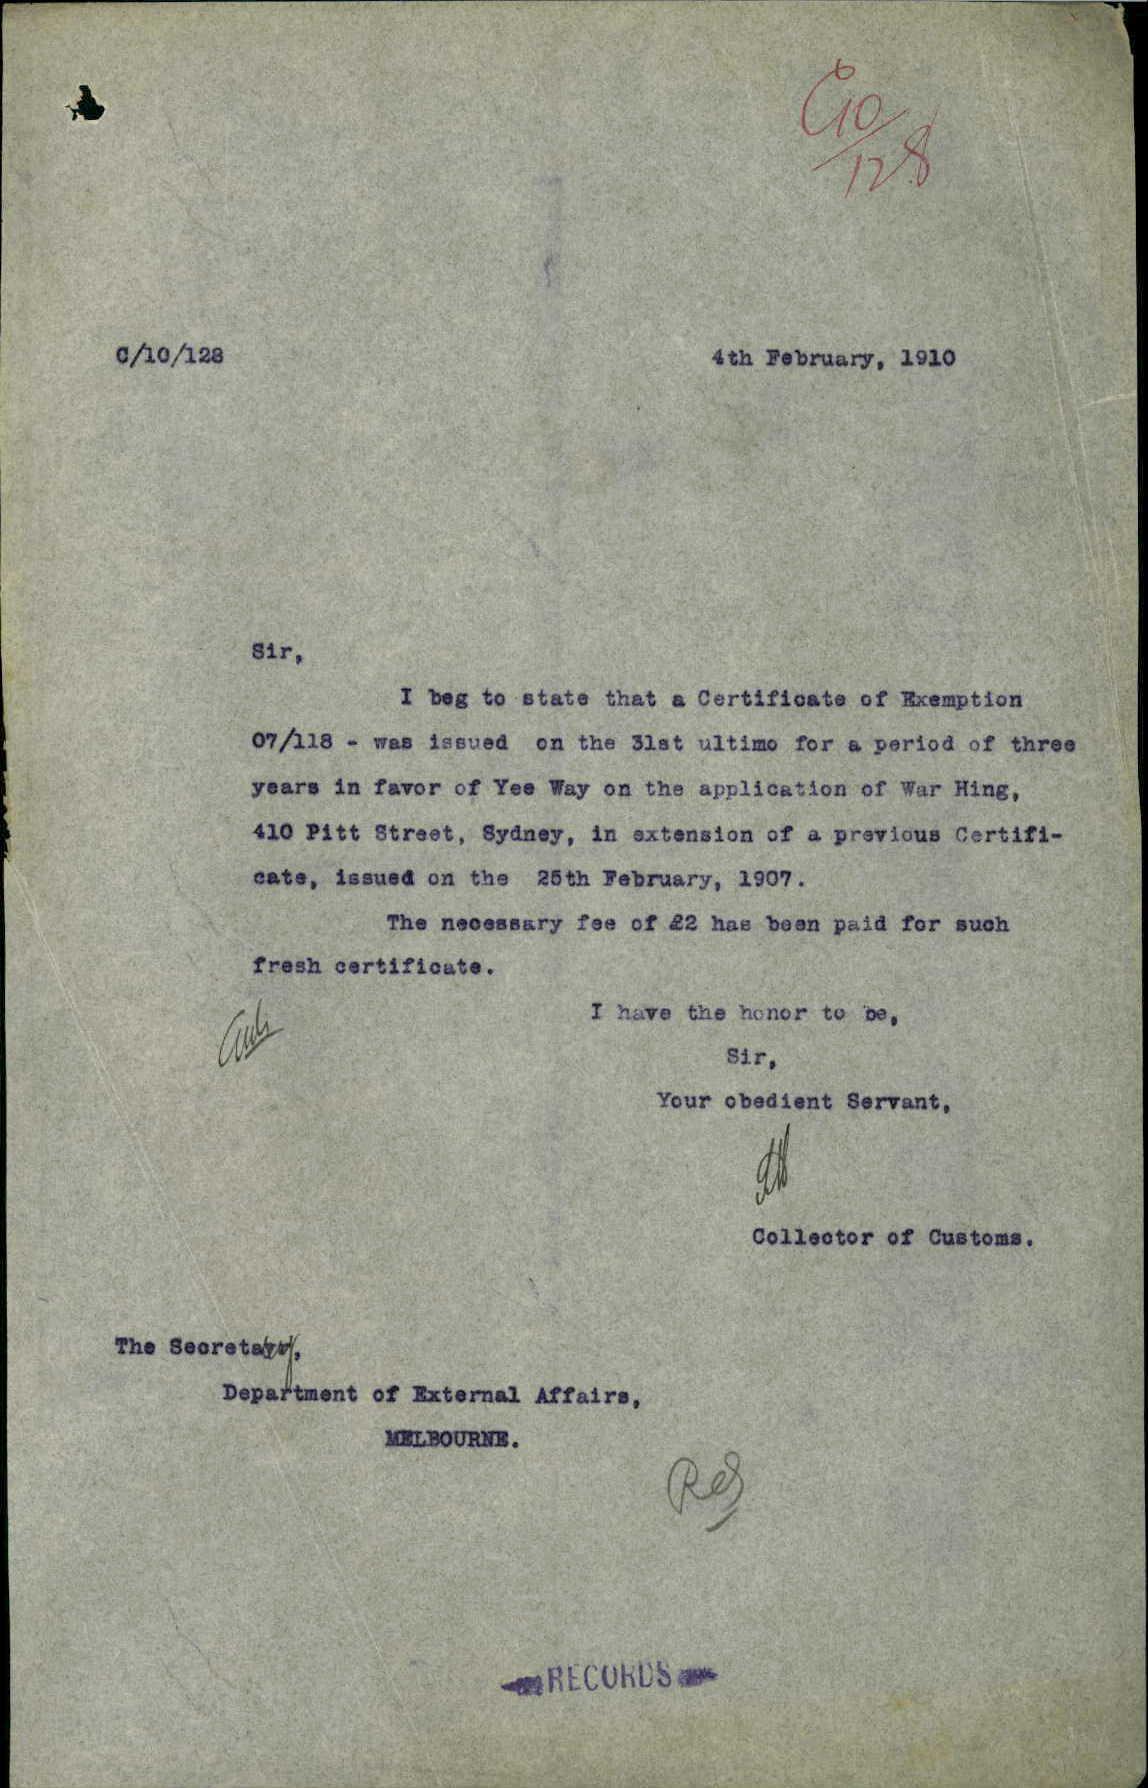 C10/128
C/10/128
4th February, 1910
Sir,
I beg to state that a Certificate of Exemption
07/118 - was issued on the 31st ultimo for a period of three
years in favor of Yee Way on the application of War Hing,
410 Pitt Street, Sydney, in extension of a previous Certifi-
cate, issued on the 25th February, 1907.
The necessary fee of £2 has been paid for such
fresh certificate.
I have the honor to be,
Sir,
Your obedient Servant,
Collector of Customs.
The Secretary,
Department of External Affairs,
MELBOURNE.
RECORDS